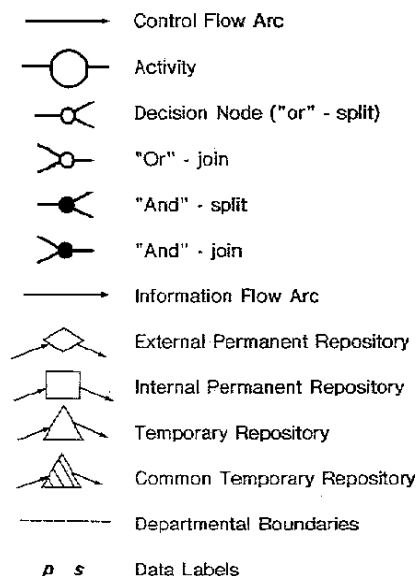 Control Flow Arc
Activity
Decision Node ("or" - split)
"Or" - join
"And" - split
"And" - join
Information Flow Arc
External Permanent Repository
Internal Permanent Repository
Temporary Repository
Common Temporary Repository
Departmental Boundaries
p s Data Labels